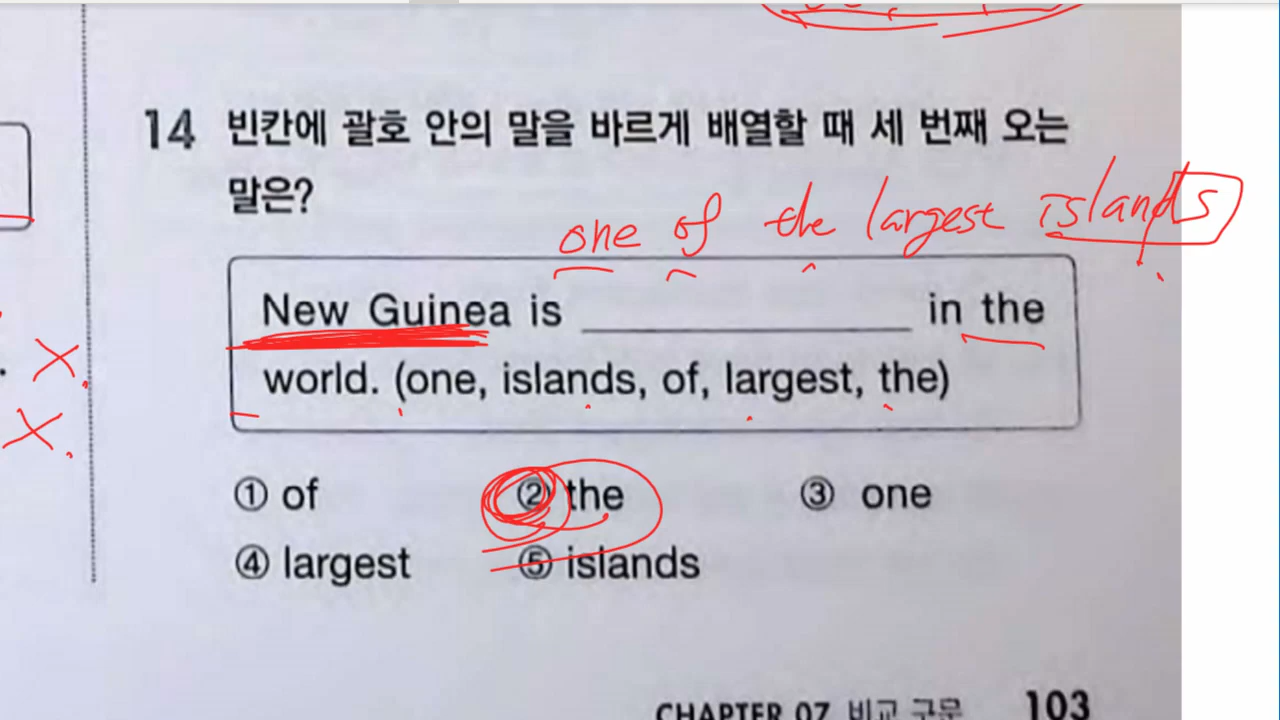 14 빈칸에 괄호 안의 말을 바르게 배열할 때 세 번째 오는
말은?
one of the largest islands
New Guinea is ____________ in the
world. (one, islands, of, largest, the)
① of ② the ③ one
④ largest ⑤ islands
CHAPTER 07 비교 구문 103